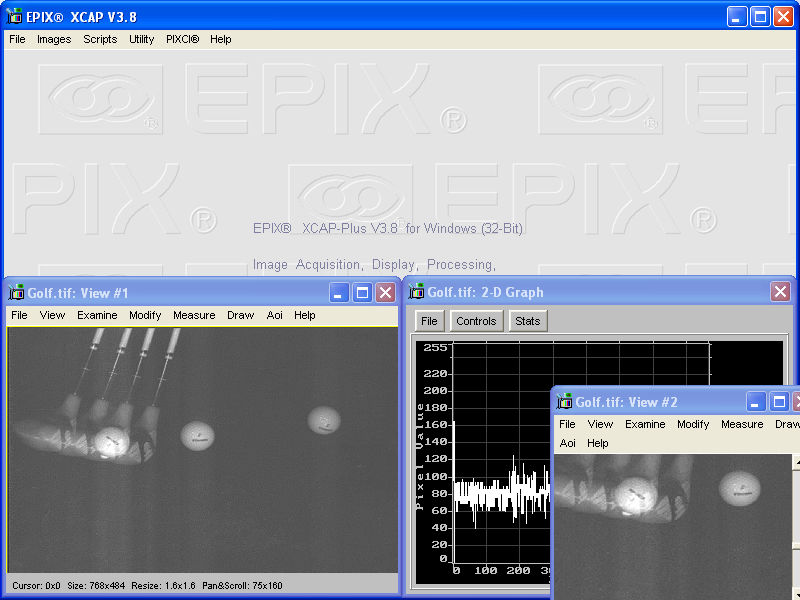 EPIX® XCAP V3.8
File Images Scripts Utility PIXCI® Help
EPIX®
EPIX®
EPIX® XCAP-Plus V3.8 for Windows (32-Bit)
Image Acquisition, Display, Processing,
Golf.tif: View #1
File View Examine Modify Measure Draw Aoi Help
Cursor: 0x0 Size: 768x484 Resize: 1.6x1.6 Pan&Scroll: 75x160
Golf.tif: 2-D Graph
File Controls Stats
Pixel Value
255
220
200
180
160
140
120
100
80
60
40
20
0
0 100 200
Golf.tif: View #2
File View Examine Modify Measure Draw
Aoi Help